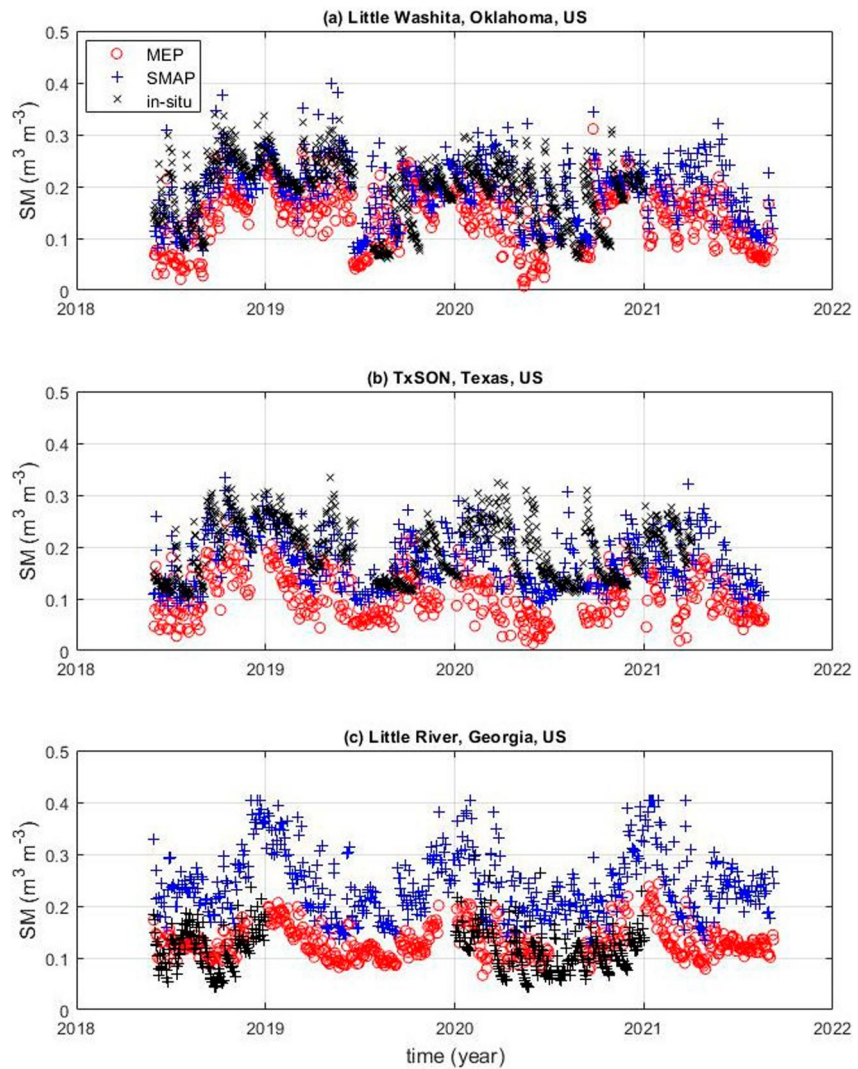 (a) Little Washita, Oklahoma, US
0.5
0.4
0.3
0.2
0.1
0
SM (m³ m⁻³)
MEP
SMAP
in-situ
2018 2019 2020 2021 2022
(b) TxSON, Texas, US
0.5
0.4
0.3
0.2
0.1
0
SM (m³ m⁻³)
2018 2019 2020 2021 2022
(c) Little River, Georgia, US
0.5
0.4
0.3
0.2
0.1
0
SM (m³ m⁻³)
2018 2019 2020 2021 2022
time (year)